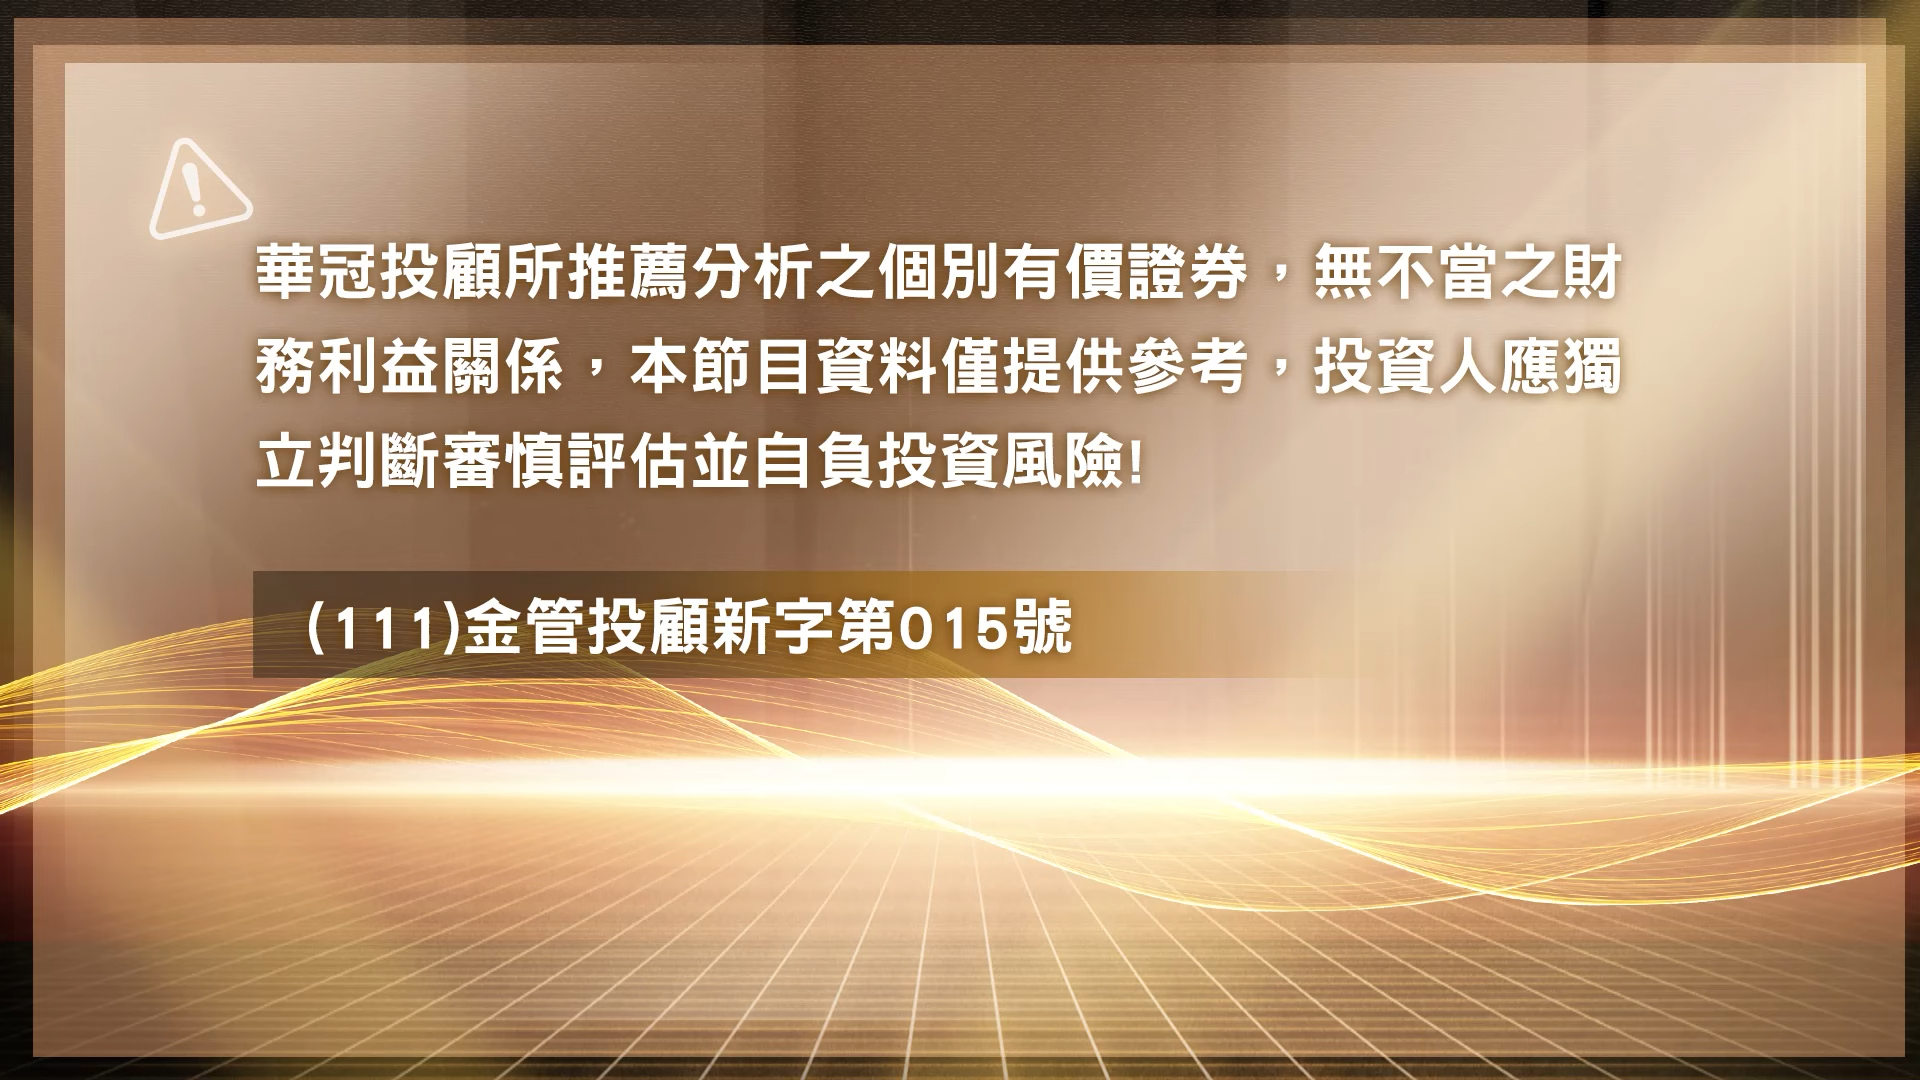 華冠投顧所推薦分析之個別有價證券，無不當之財
務利益關係，本節目資料僅提供參考，投資人應獨
立判斷審慎評估並自負投資風險!
(111)金管投顧新字第015號